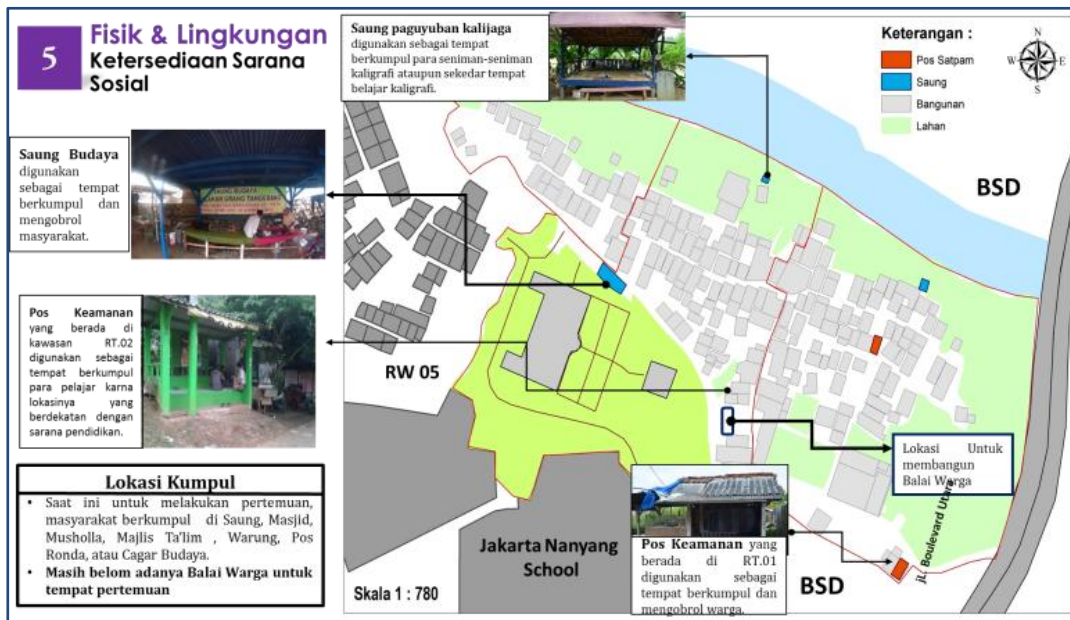 5
Fisik & Lingkungan
Ketersediaan Sarana
Sosial
Saung paguyuban kalijaga
digunakan sebagai tempat
berkumpul para seniman-seniman
kaligrafi ataupun sekedar tempat
belajar kaligrafi.
Keterangan :
Pos Satpam
Saung
Bangunan
Lahan
N
W
E
S
Saung Budaya
digunakan
sebagai tempat
berkumpul dan
mengobrol
masyarakat.
BUDAYA
URANG
BSD
Pos Keamanan
yang berada di
kawasan RT.02
digunakan sebagai
tempat berkumpul
para pelajar karna
lokasinya yang
berdekatan dengan
sarana pendidikan.
RW 05
Lokasi Untuk
membangun
Balai Warga
Lokasi Kumpul
• Saat ini untuk melakukan pertemuan,
masyarakat berkumpul di Saung, Masjid,
Musholla, Majlis Ta'lim , Warung, Pos
Ronda, atau Cagar Budaya.
• Masih belom adanya Balai Warga untuk
tempat pertemuan
Jakarta Nanyang
School
Skala 1 : 780
Pos Keamanan yang
berada di RT.01
digunakan sebagai
tempat berkumpul dan
mengobrol warga.
BSD
jL. Boulevard Utara